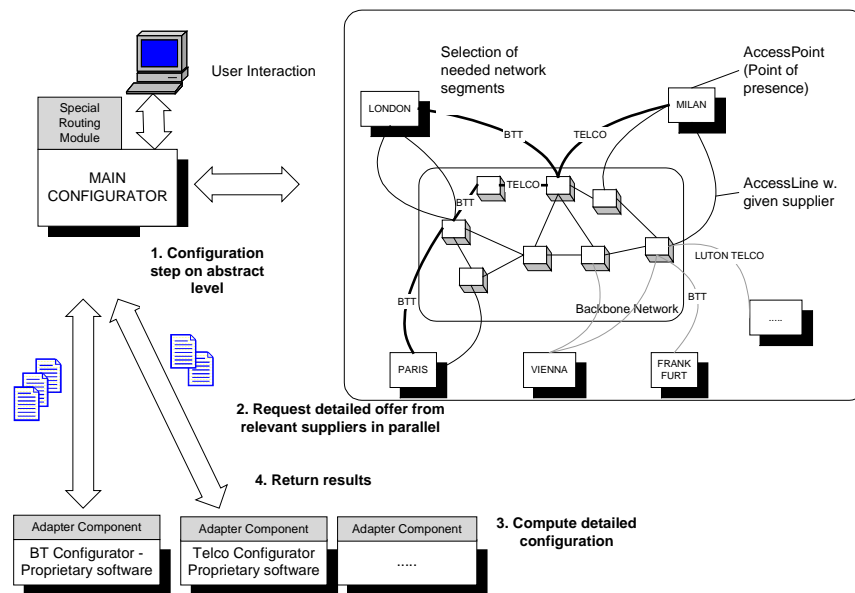 User Interaction
Special
Routing
Module
MAIN
CONFIGURATOR
1. Configuration
step on abstract
level
Selection of
needed network
segments
AccessPoint
(Point of
presence)
LONDON
MILAN
BTT
TELCO
TELCO
BTT
AccessLine w.
given supplier
LUTON TELCO
BTT
BTT
Backbone Network
.....
PARIS
VIENNA
FRANK
FURT
2. Request detailed offer from
relevant suppliers in parallel
4. Return results
3. Compute detailed
configuration
Adapter Component
BT Configurator -
Proprietary software
Adapter Component
Telco Configurator
Proprietary software
Adapter Component
.....